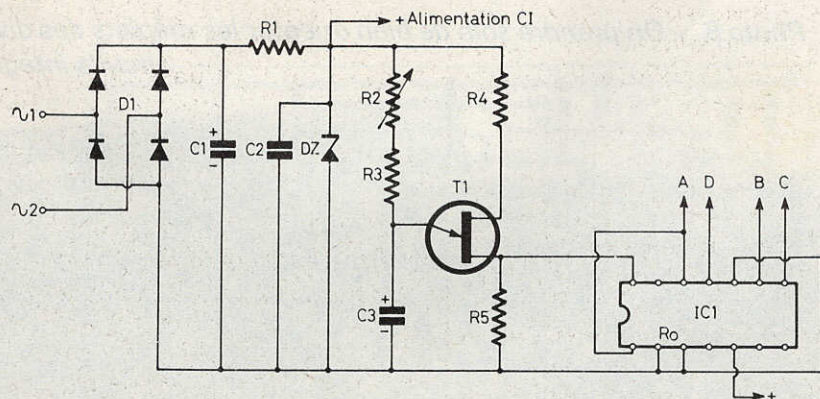 + Alimentation CI
R1
R2
R4
D1
∿1
C1
+
-
C2
DZ
R3
T1
A
D
B
C
∿2
C3
+
-
R5
IC1
Ro
+